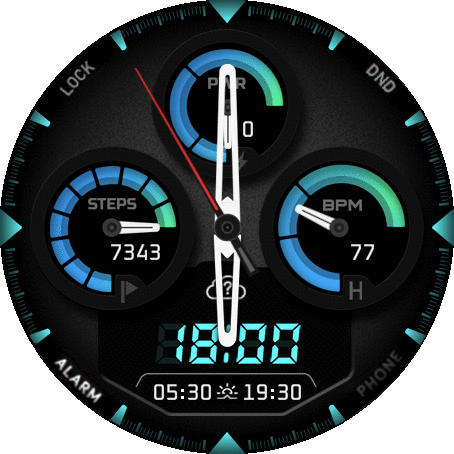 LOCK
DND
STEPS
7343
BPM
77
H
?
18:00
05:30 19:30
ALARM
PHONE